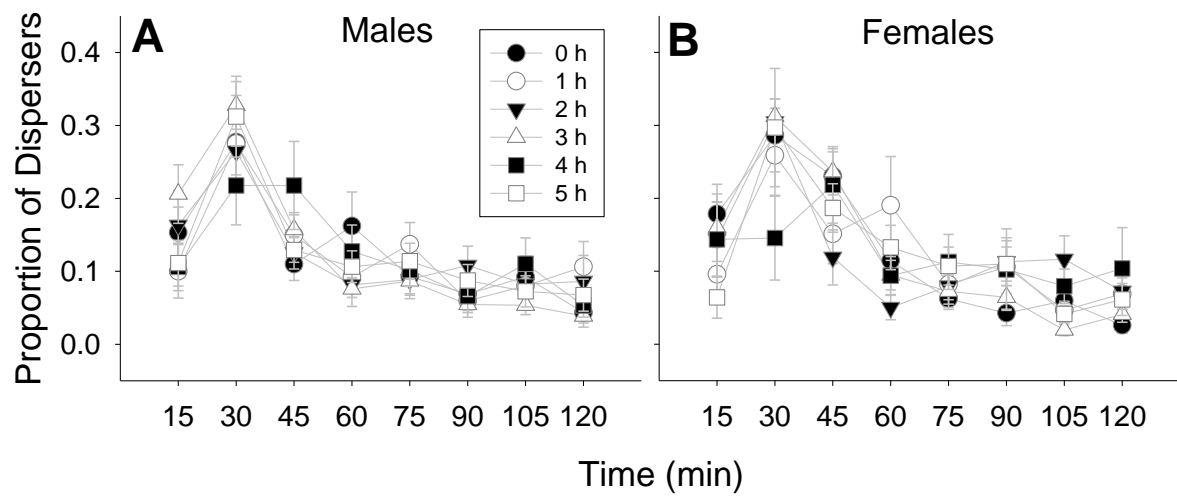 A
Males
B
Females
0 h
1 h
2 h
3 h
4 h
5 h
Proportion of Dispersers
0.4
0.3
0.2
0.1
0.0
15 30 45 60 75 90 105 120
15 30 45 60 75 90 105 120
Time (min)